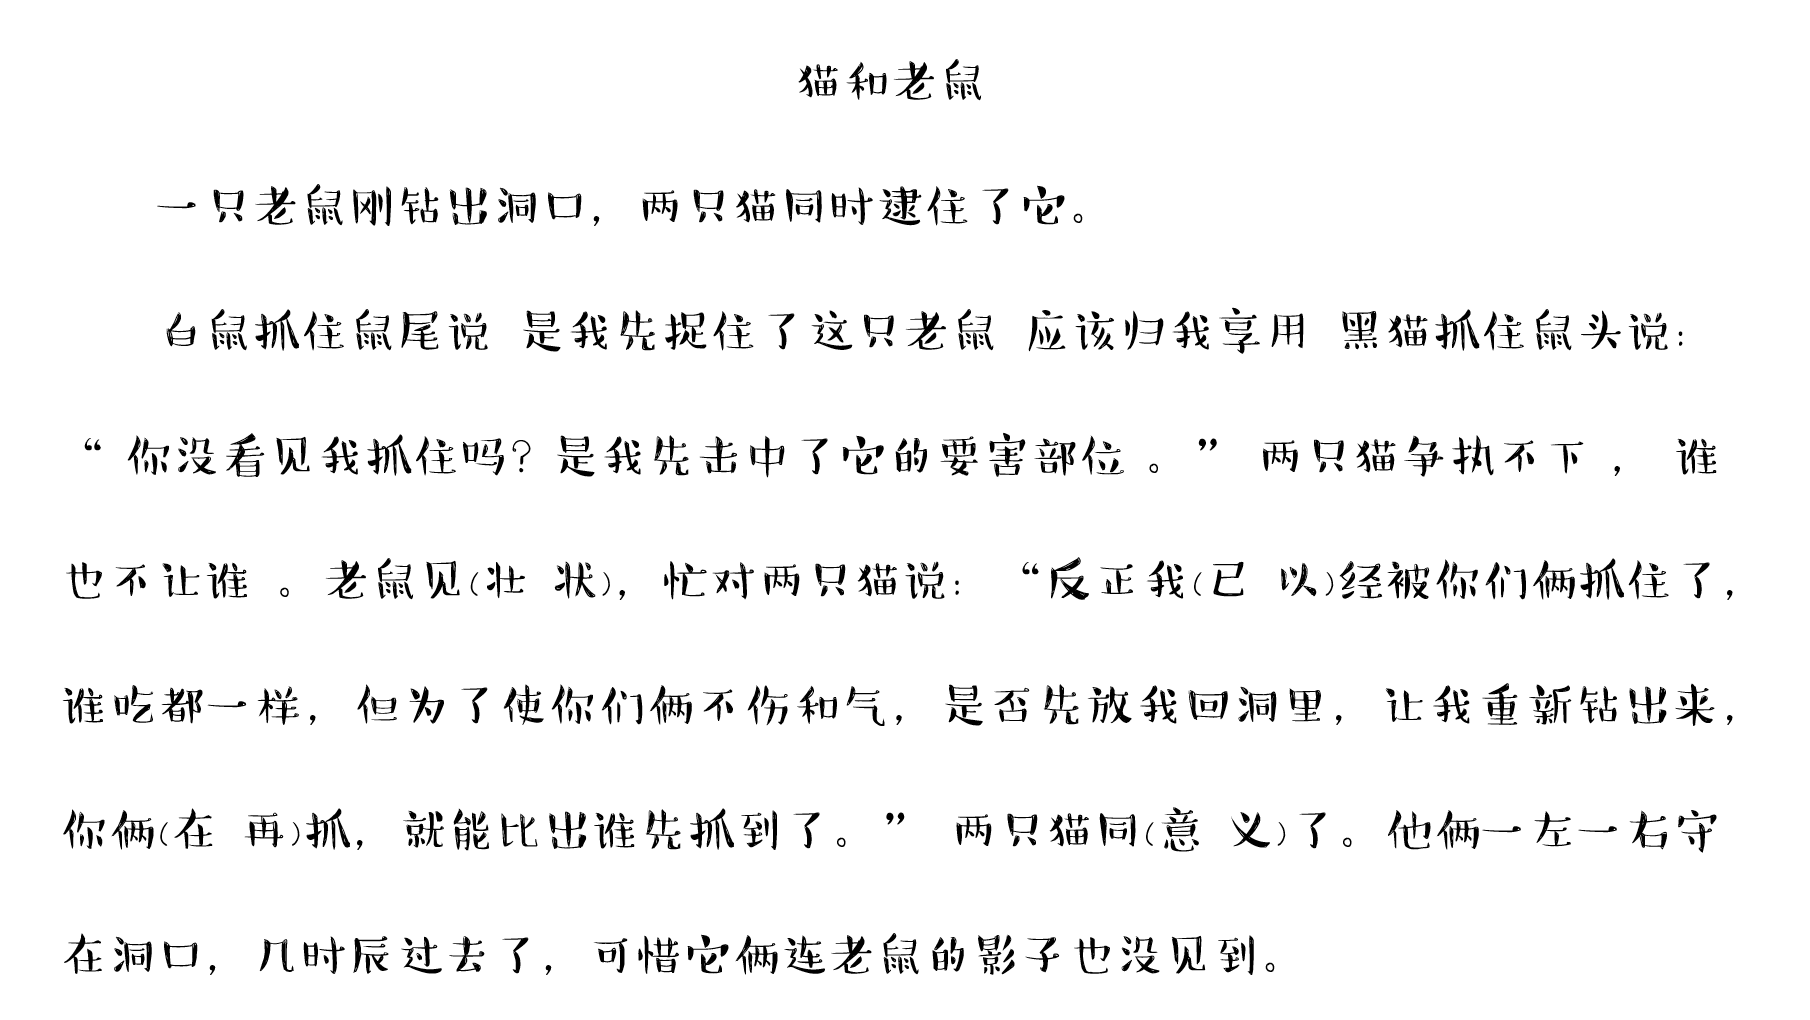 猫和老鼠
一只老鼠刚钻出洞口，两只猫同时逮住了它。
白鼠抓住鼠尾说 是我先捉住了这只老鼠 应该归我享用 黑猫抓住鼠头说：
“你没看见我抓住吗？是我先击中了它的要害部位。”两只猫争执不下，谁
也不让谁。老鼠见(壮 状)，忙对两只猫说：“反正我(已 以)经被你们俩抓住了，
谁吃都一样，但为了使你们俩不伤和气，是否先放我回洞里，让我重新钻出来，
你俩(在 再)抓，就能比出谁先抓到了。” 两只猫同(意 义)了。他俩一左一右守
在洞口，几时辰过去了，可惜它俩连老鼠的影子也没见到。